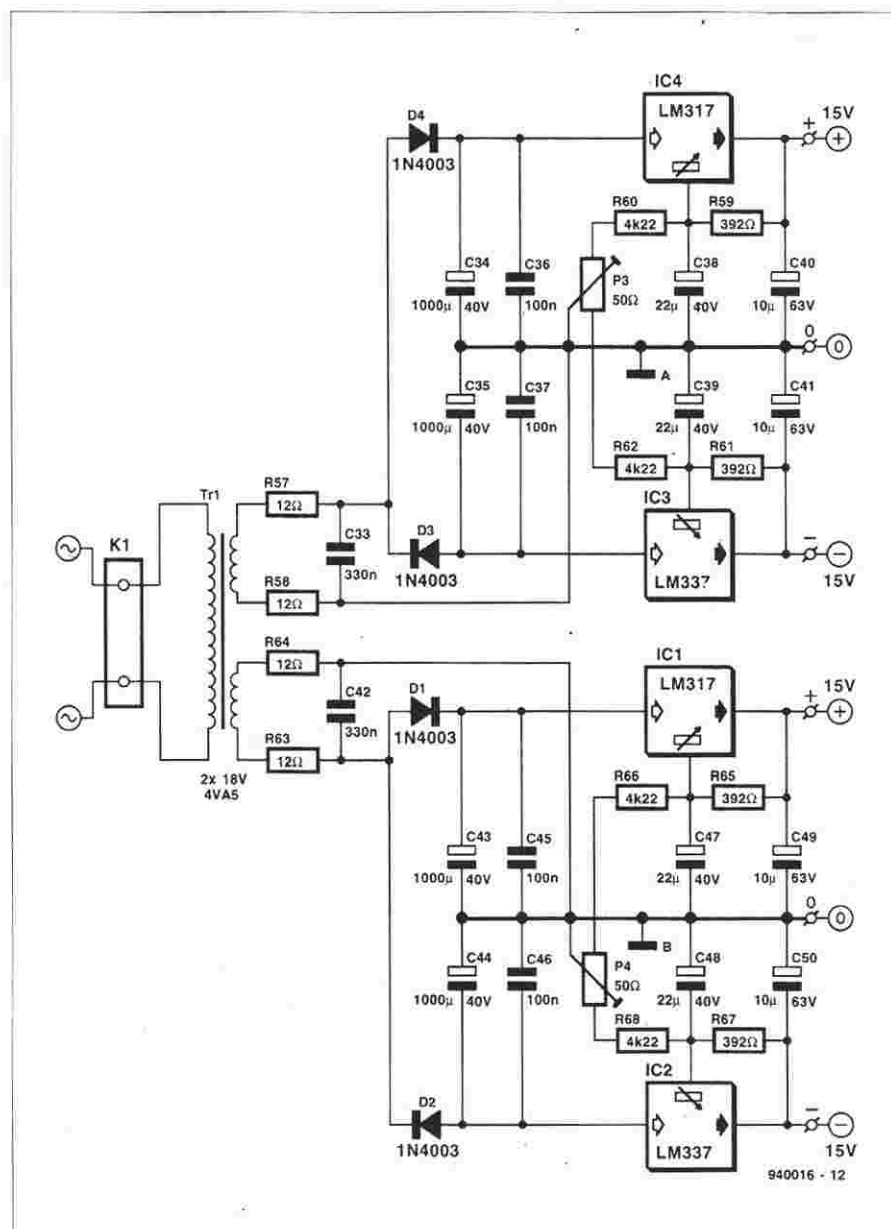 IC4
LM317
15V
+
+
D4
1N4003
R60
4k22
R59
392Ω
C34
1000µ
40V
C36
100n
P3
50Ω
C38
22µ
40V
C40
10µ
63V
0
0
A
C35
1000µ
40V
C37
100n
C39
22µ
40V
C41
10µ
63V
R62
4k22
R61
392Ω
IC3
LM337
–
–
15V
D3
1N4003
Tr1
K1
R57
12Ω
C33
330n
R58
12Ω
R64
12Ω
C42
330n
R63
12Ω
2x 18V
4VA5
D1
1N4003
IC1
LM317
15V
+
+
R66
4k22
R65
392Ω
C43
1000µ
40V
C45
100n
C47
22µ
40V
C49
10µ
63V
0
0
B
C44
1000µ
40V
C46
100n
P4
50Ω
C48
22µ
40V
C50
10µ
63V
R68
4k22
R67
392Ω
IC2
LM337
–
–
15V
D2
1N4003
940016 - 12